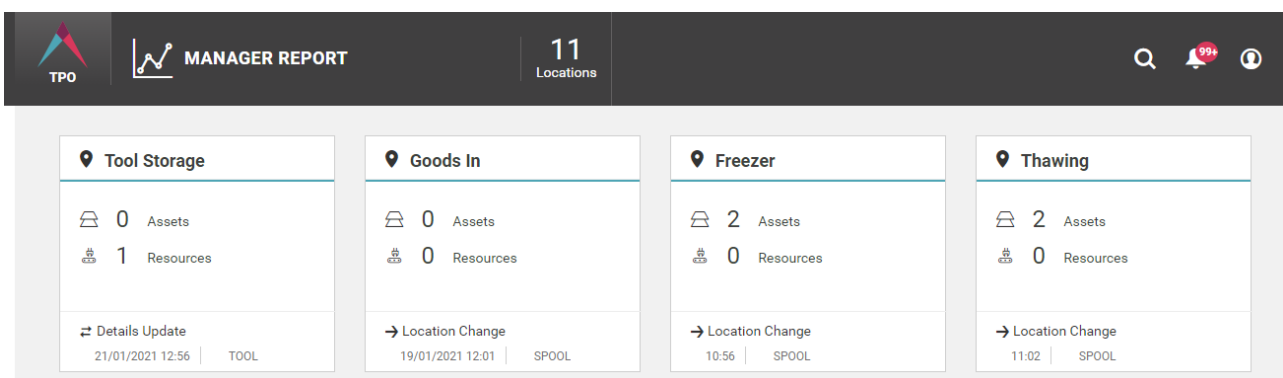 TPO
MANAGER REPORT
11
Locations
99+
Tool Storage
0 Assets
1 Resources
Details Update
21/01/2021 12:56 TOOL
Goods In
0 Assets
0 Resources
Location Change
19/01/2021 12:01 SPOOL
Freezer
2 Assets
0 Resources
Location Change
10:56 SPOOL
Thawing
2 Assets
0 Resources
Location Change
11:02 SPOOL